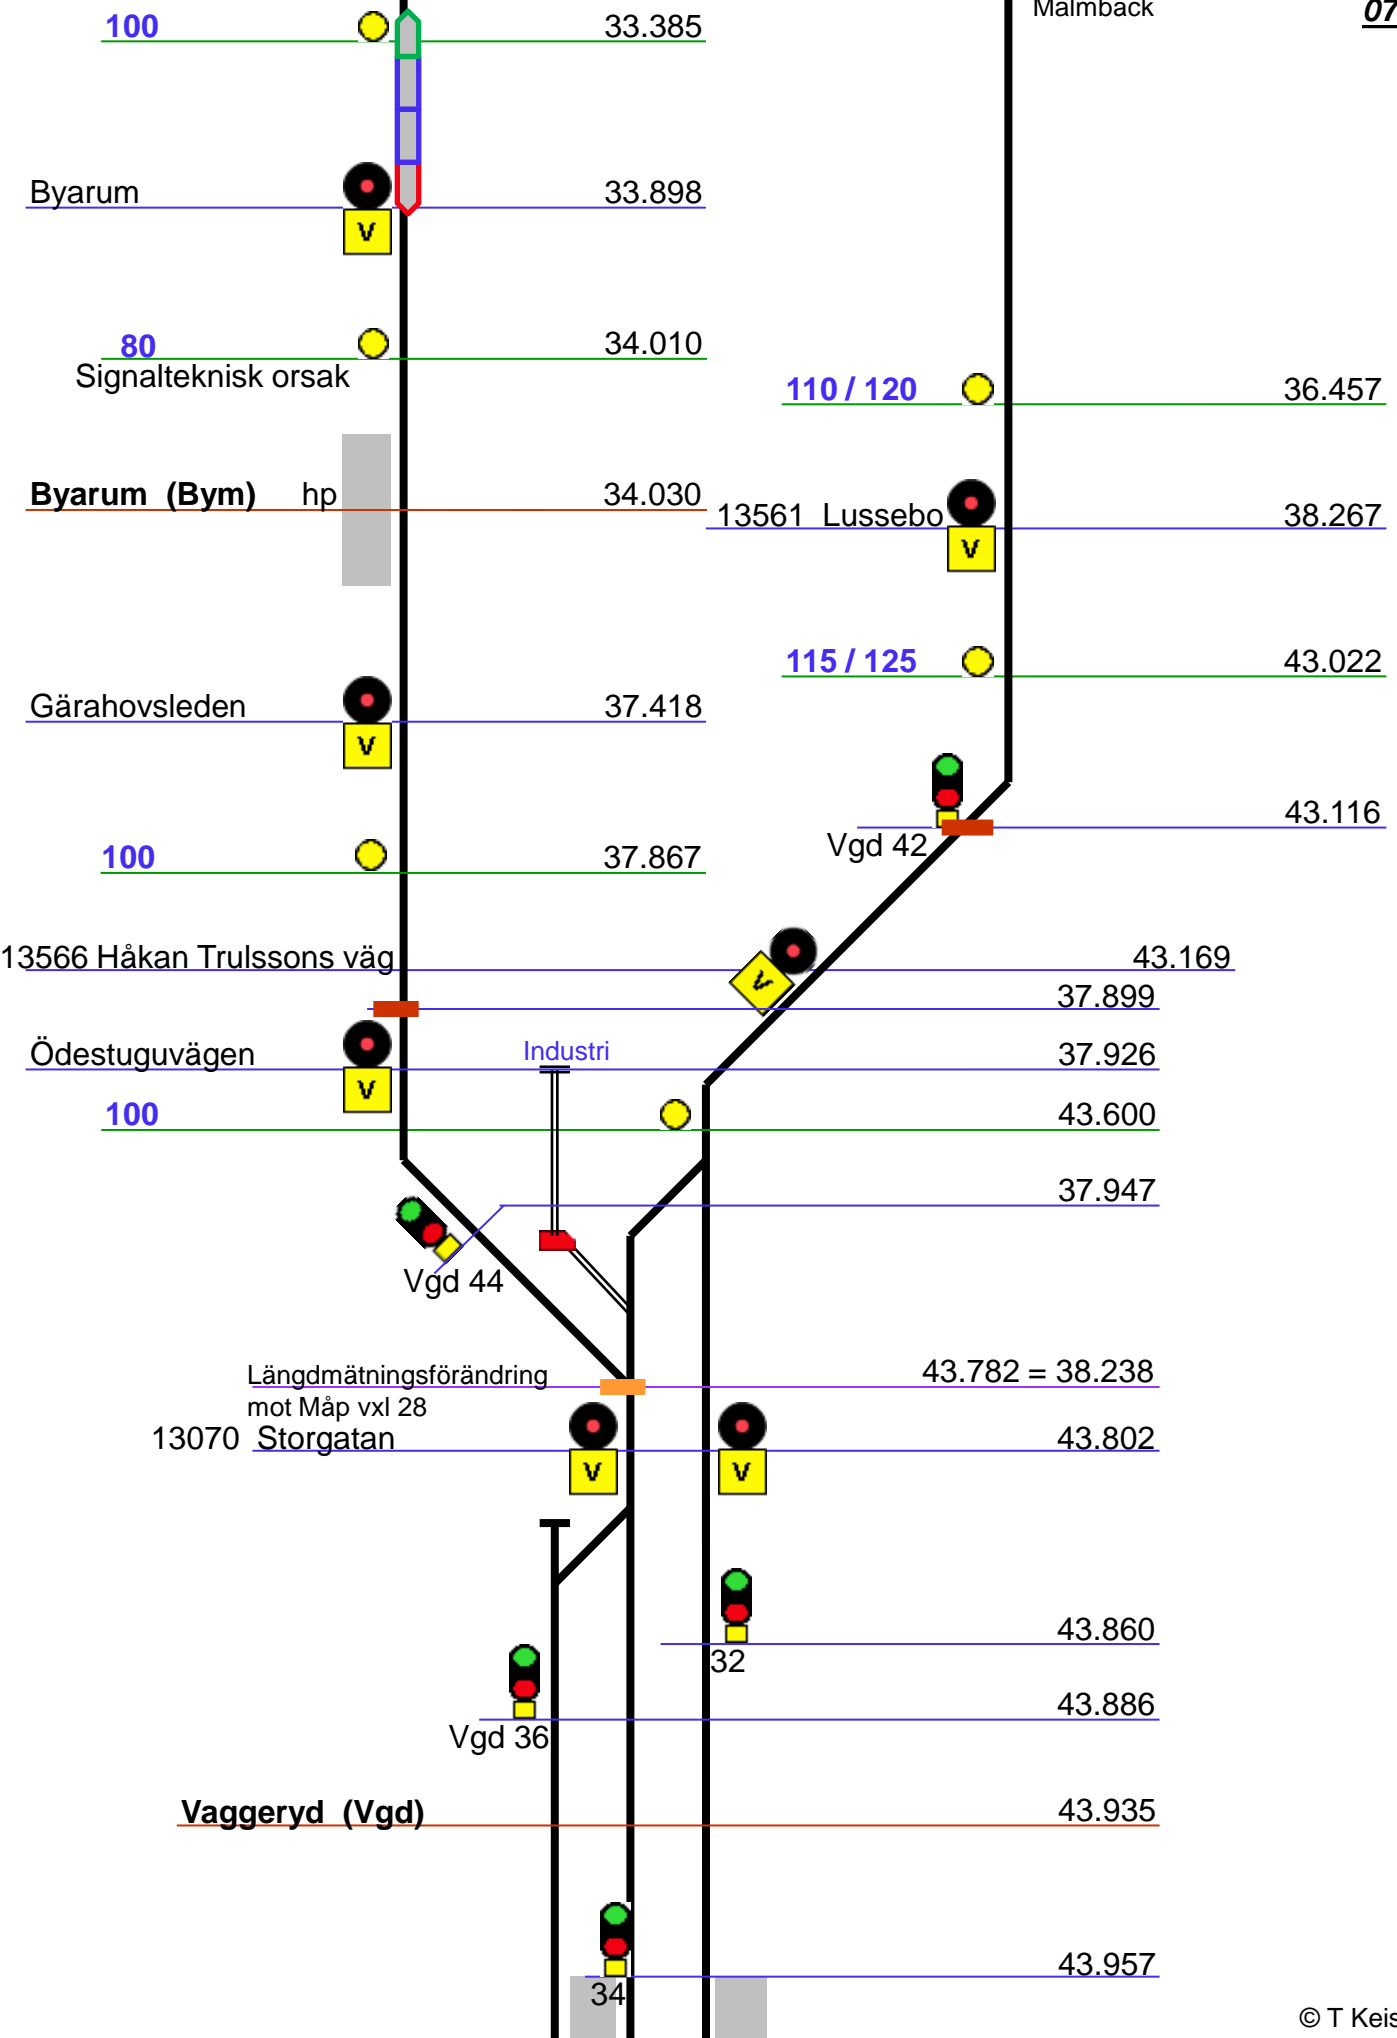 Malmbäck
07
100 33.385
Byarum 33.898
V
80 34.010
Signalteknisk orsak
110 / 120 36.457
Byarum (Bym) hp 34.030
13561 Lussebo 38.267
V
115 / 125 43.022
Gärahovsleden 37.418
V
43.116
Vgd 42
100 37.867
13566 Håkan Trulssons väg 43.169
V
37.899
Ödestuguvägen Industri 37.926
V
100 43.600
37.947
Vgd 44
Längdmätningsförändring 43.782 = 38.238
mot Måp vxl 28
13070 Storgatan 43.802
V V
43.860
32
43.886
Vgd 36
Vaggeryd (Vgd) 43.935
43.957
34
© T Keis